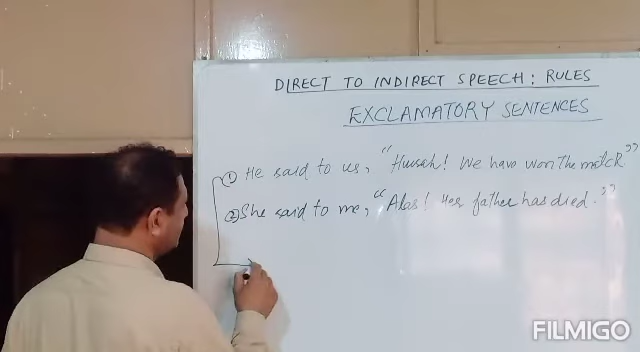 DIRECT TO INDIRECT SPEECH: RULES
EXCLAMATORY SENTENCES
① He said to us, "Hurrah! We have won the match."
② She said to me, "Alas! Her father has died."
FILMIGO